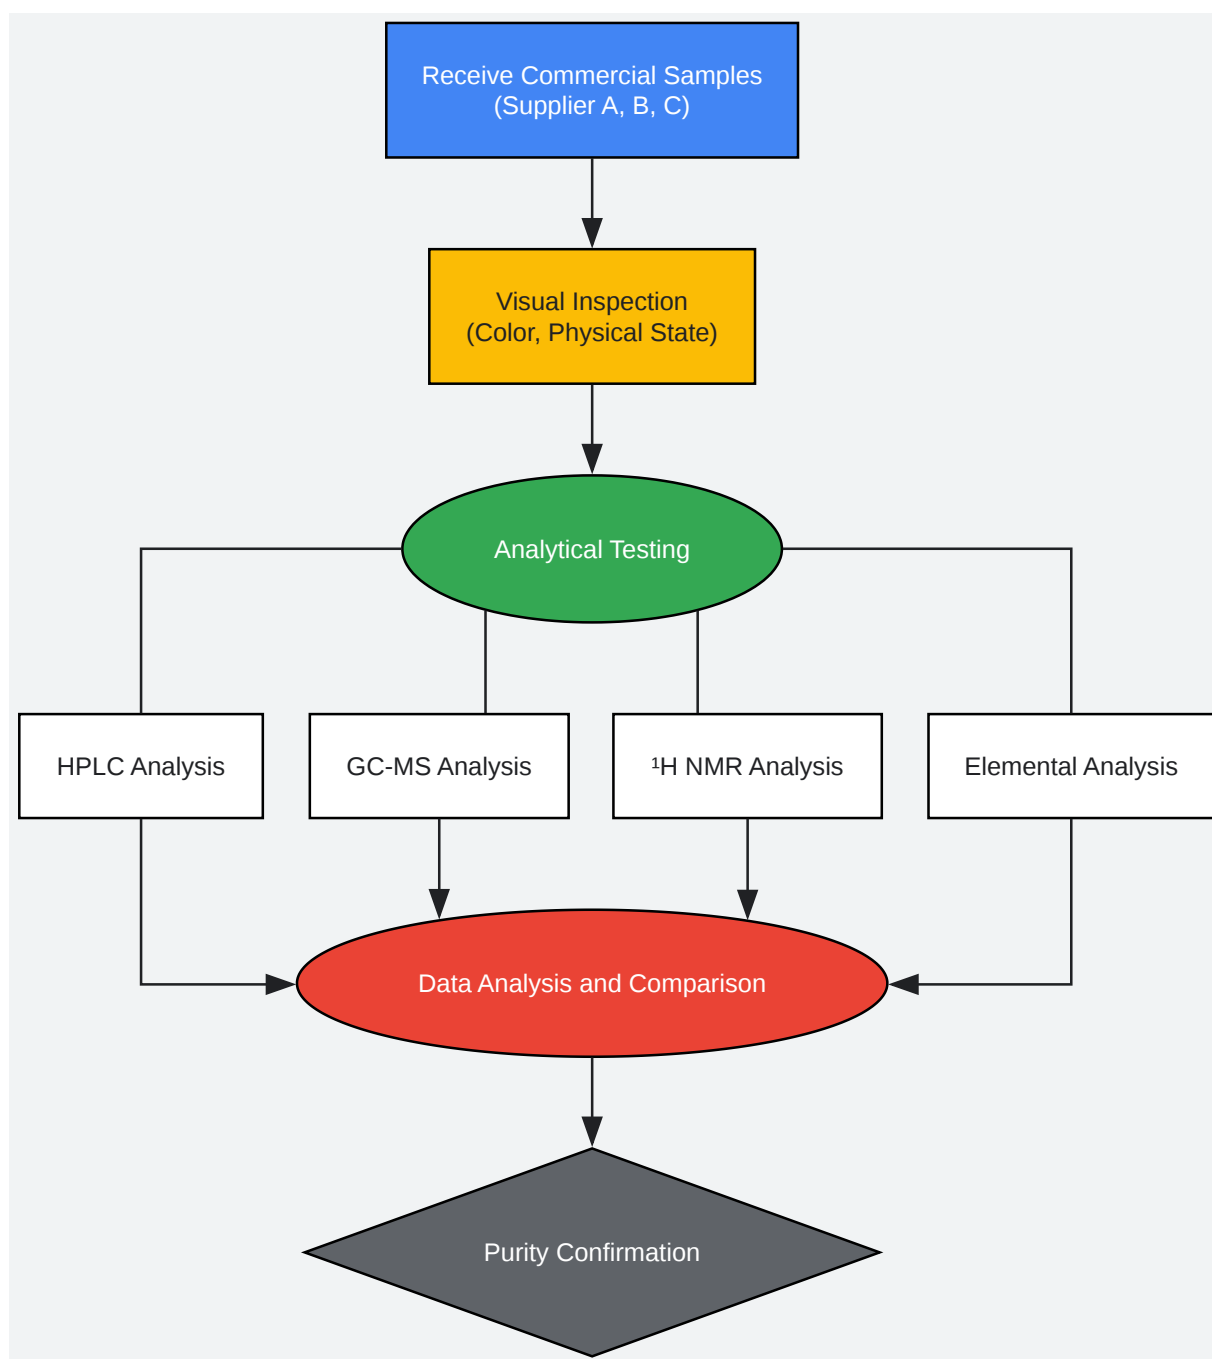 Receive Commercial Samples
(Supplier A, B, C)
Visual Inspection
(Color, Physical State)
Analytical Testing
HPLC Analysis
GC-MS Analysis
¹H NMR Analysis
Elemental Analysis
Data Analysis and Comparison
Purity Confirmation